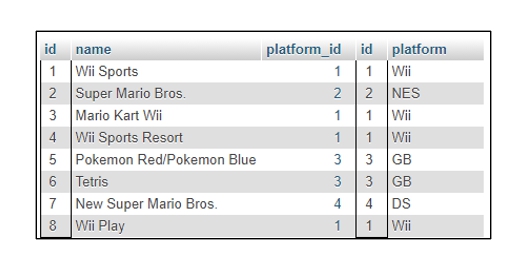 id name platform_id id platform
1 Wii Sports 1 1 Wii
2 Super Mario Bros. 2 2 NES
3 Mario Kart Wii 1 1 Wii
4 Wii Sports Resort 1 1 Wii
5 Pokemon Red/Pokemon Blue 3 3 GB
6 Tetris 3 3 GB
7 New Super Mario Bros. 4 4 DS
8 Wii Play 1 1 Wii